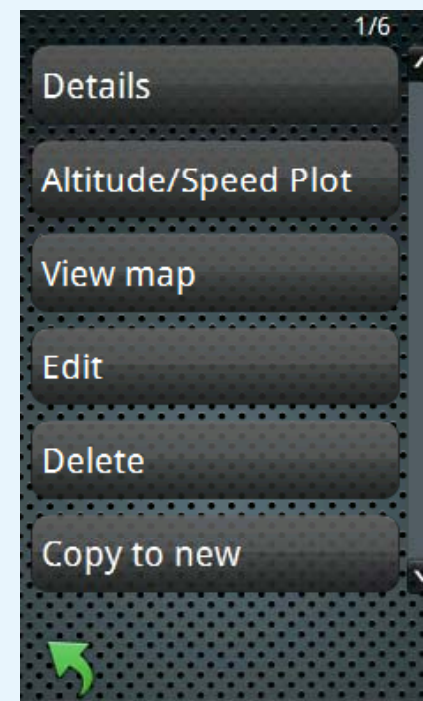 1/6
Details
Altitude/Speed Plot
View map
Edit
Delete
Copy to new